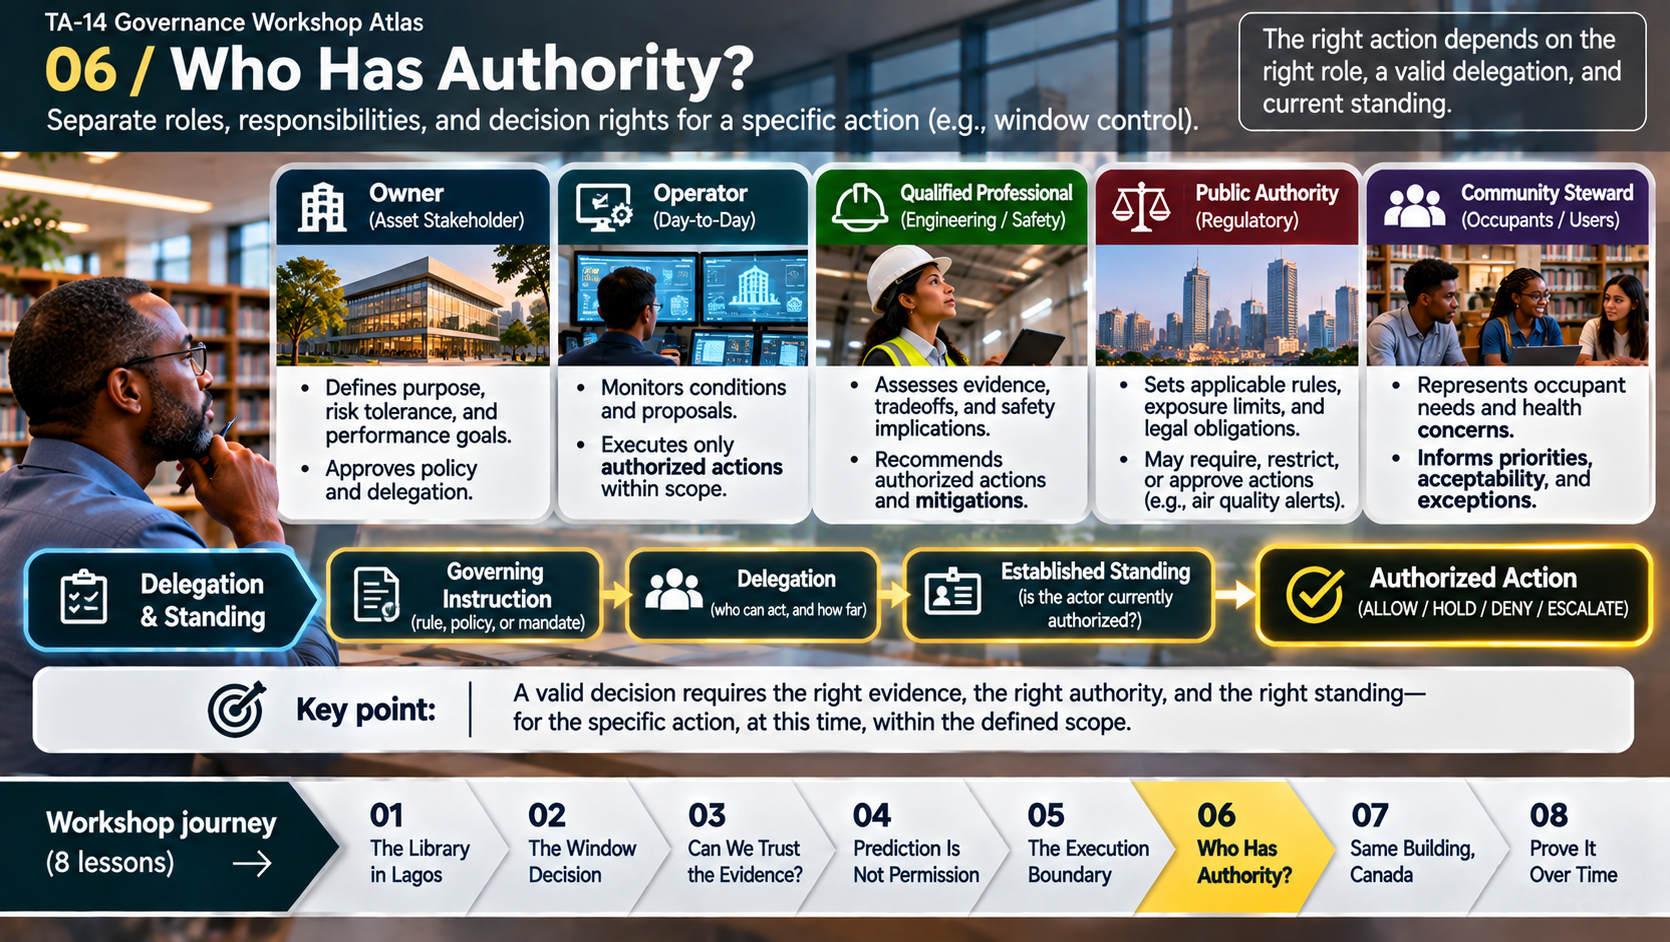 TA-14 Governance Workshop Atlas
06 / Who Has Authority?
Separate roles, responsibilities, and decision rights for a specific action (e.g., window control).
The right action depends on the
right role, a valid delegation, and
current standing.
Owner
(Asset Stakeholder)
• Defines purpose,
risk tolerance, and
performance goals.
• Approves policy
and delegation.
Operator
(Day-to-Day)
• Monitors conditions
and proposals.
• Executes only
authorized actions
within scope.
Qualified Professional
(Engineering / Safety)
• Assesses evidence,
tradeoffs, and safety
implications.
• Recommends
authorized actions
and mitigations.
Public Authority
(Regulatory)
• Sets applicable rules,
exposure limits, and
legal obligations.
• May require, restrict,
or approve actions
(e.g., air quality alerts).
Community Steward
(Occupants / Users)
• Represents occupant
needs and health
concerns.
• Informs priorities,
acceptability, and
exceptions.
Delegation
& Standing
Governing
Instruction
(rule, policy, or mandate)
Delegation
(who can act, and how far)
Established Standing
(is the actor currently
authorized?)
Authorized Action
(ALLOW / HOLD / DENY / ESCALATE)
Key point:
A valid decision requires the right evidence, the right authority, and the right standing—
for the specific action, at this time, within the defined scope.
Workshop journey
(8 lessons) →
01
The Library
in Lagos
02
The Window
Decision
03
Can We Trust
the Evidence?
04
Prediction Is
Not Permission
05
The Execution
Boundary
06
Who Has
Authority?
07
Same Building,
Canada
08
Prove It
Over Time